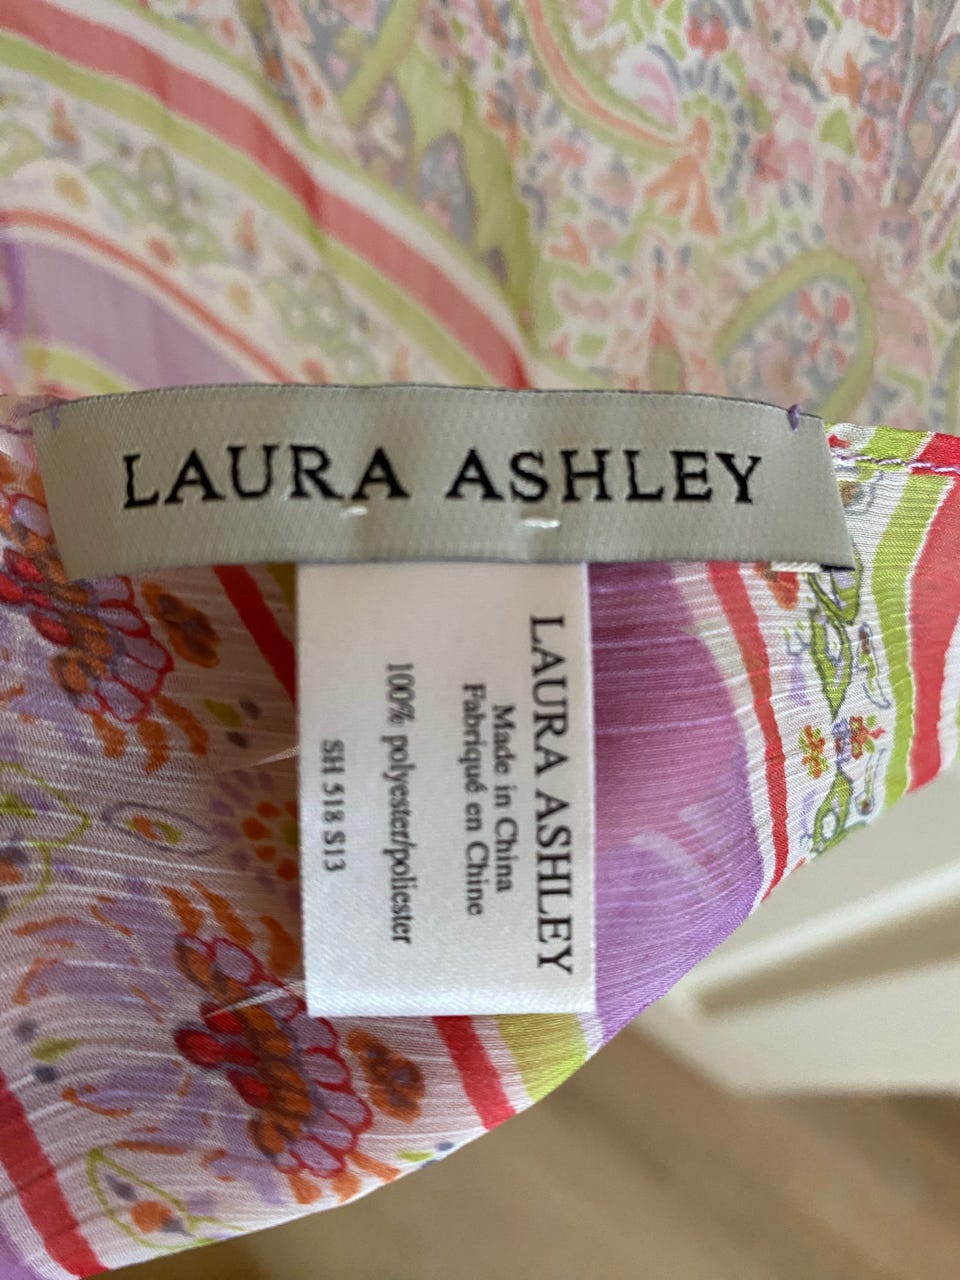 LAURA ASHLEY
LAURA ASHLEY
Made in China
Fabriqué en Chine
100% polyester/poliester
SH 518 S13